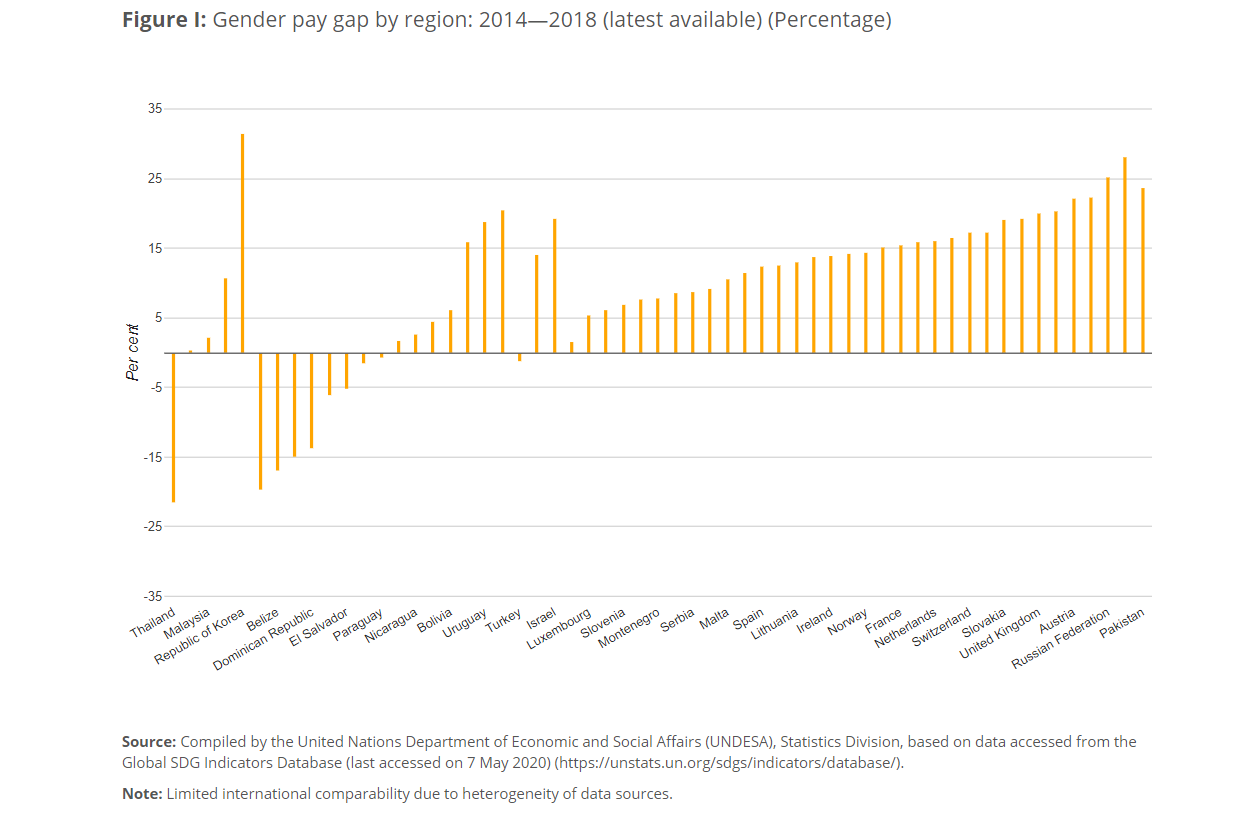 Figure I: Gender pay gap by region: 2014—2018 (latest available) (Percentage)
35
25
15
5
-5
-15
-25
-35
Per cent
Thailand
Malaysia
Republic of Korea
Belize
Dominican Republic
El Salvador
Paraguay
Nicaragua
Bolivia
Uruguay
Turkey
Israel
Luxembourg
Slovenia
Montenegro
Serbia
Malta
Spain
Lithuania
Ireland
Norway
France
Netherlands
Switzerland
Slovakia
United Kingdom
Austria
Russian Federation
Pakistan
Source: Compiled by the United Nations Department of Economic and Social Affairs (UNDESA), Statistics Division, based on data accessed from the
Global SDG Indicators Database (last accessed on 7 May 2020) (https://unstats.un.org/sdgs/indicators/database/).
Note: Limited international comparability due to heterogeneity of data sources.